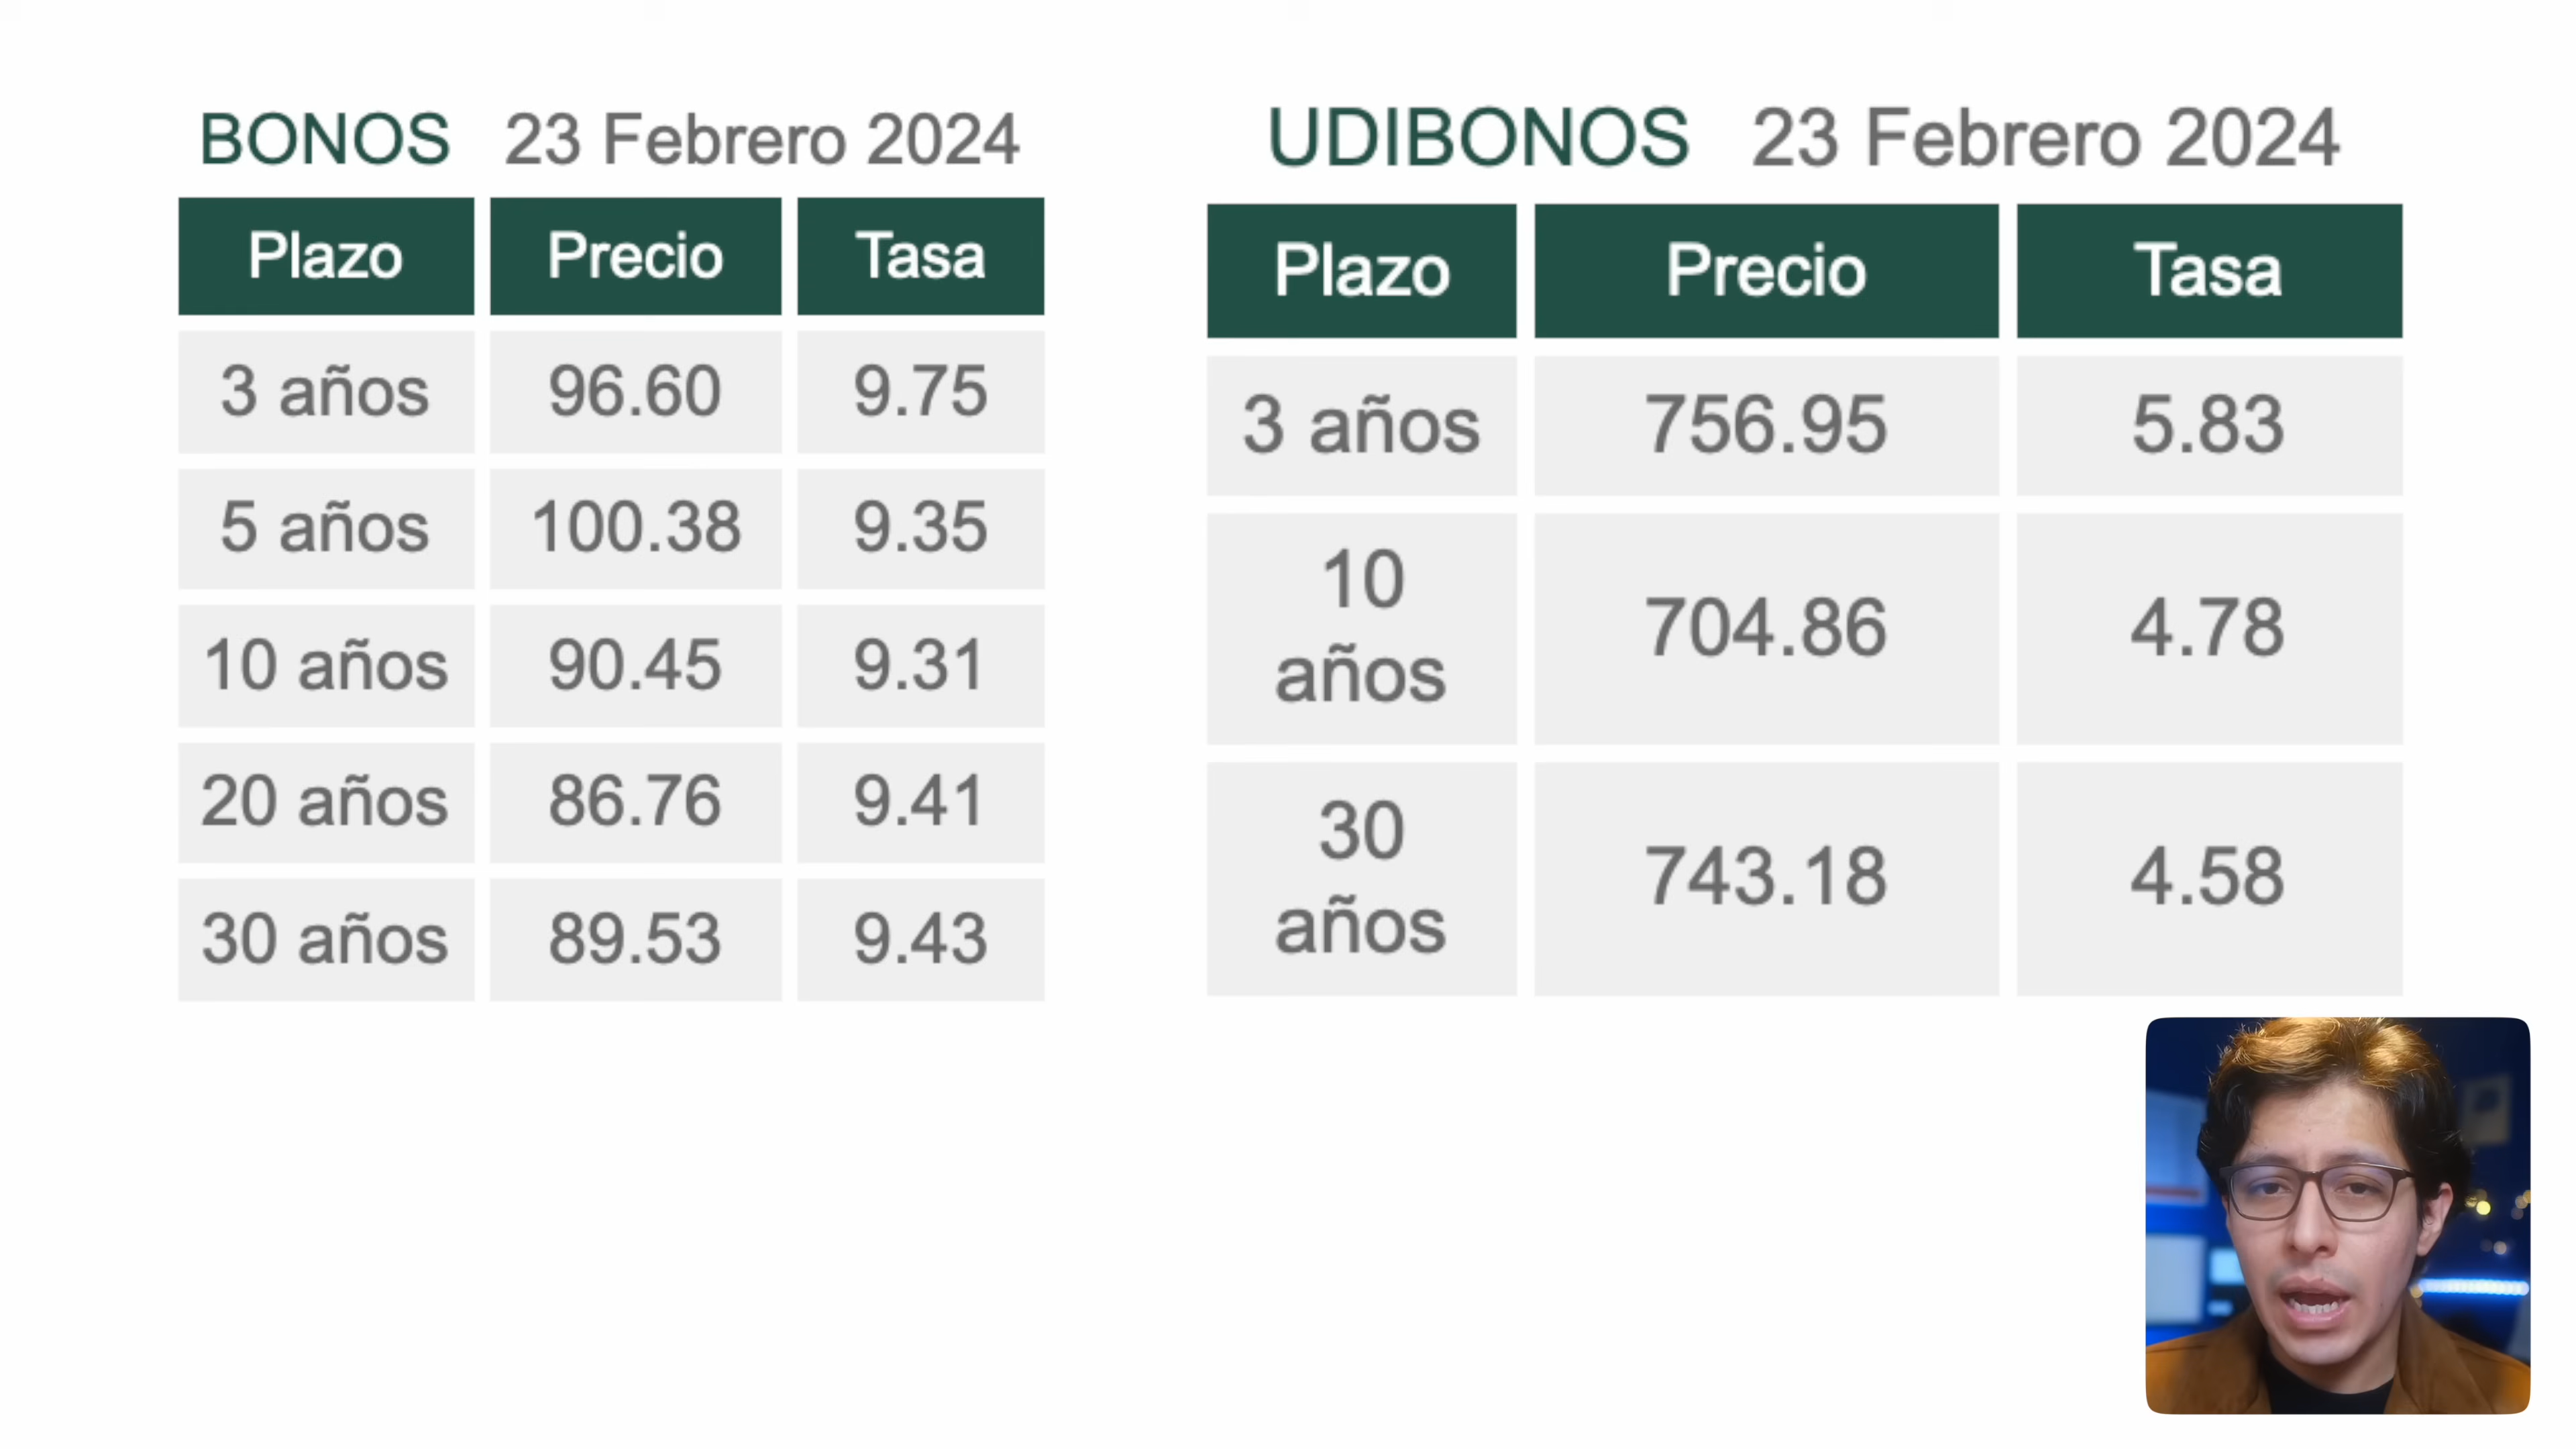 BONOS 23 Febrero 2024
Plazo Precio Tasa
3 años 96.60 9.75
5 años 100.38 9.35
10 años 90.45 9.31
20 años 86.76 9.41
30 años 89.53 9.43
UDIBONOS 23 Febrero 2024
Plazo Precio Tasa
3 años 756.95 5.83
10
años 704.86 4.78
30
años 743.18 4.58